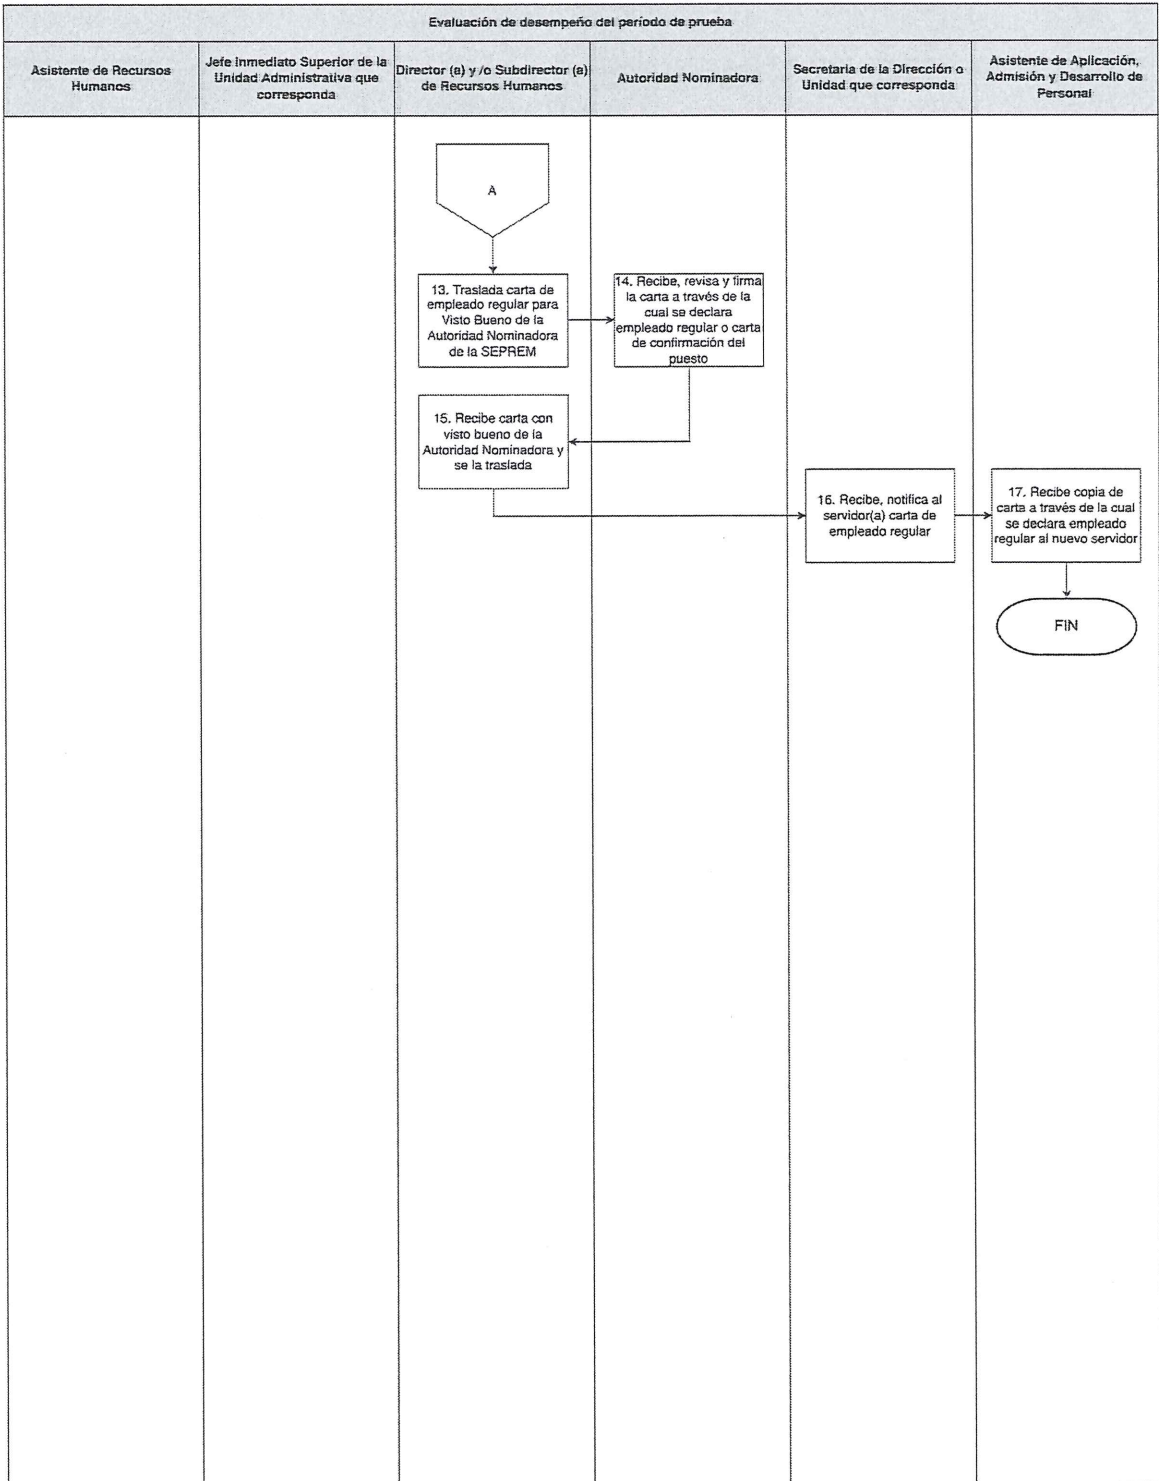 Evaluación de desempeño del período de prueba
Asistente de Recursos
Humanos
Jefe Inmediato Superior de la
Unidad Administrativa que
corresponda
Director (a) y /o Subdirector (a)
de Recursos Humanos
Autoridad Nominadora
Secretaria de la Dirección o
Unidad que corresponda
Asistente de Aplicación,
Admisión y Desarrollo de
Personal
A
13. Traslada carta de
empleado regular para
Visto Bueno de la
Autoridad Nominadora
de la SEPREM
14. Recibe, revisa y firma
la carta a través de la
cual se declara
empleado regular o carta
de confirmación del
puesto
15. Recibe carta con
visto bueno de la
Autoridad Nominadora y
se la traslada
16. Recibe, notifica al
servidor(a) carta de
empleado regular
17. Recibe copia de
carta a través de la cual
se declara empleado
regular al nuevo servidor
FIN